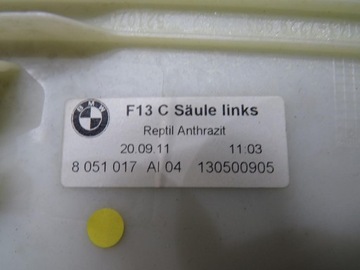 BMW
F13 C Säule links
Reptil Anthrazit
20.09.11 11:03
8 051 017 AI 04 130500905